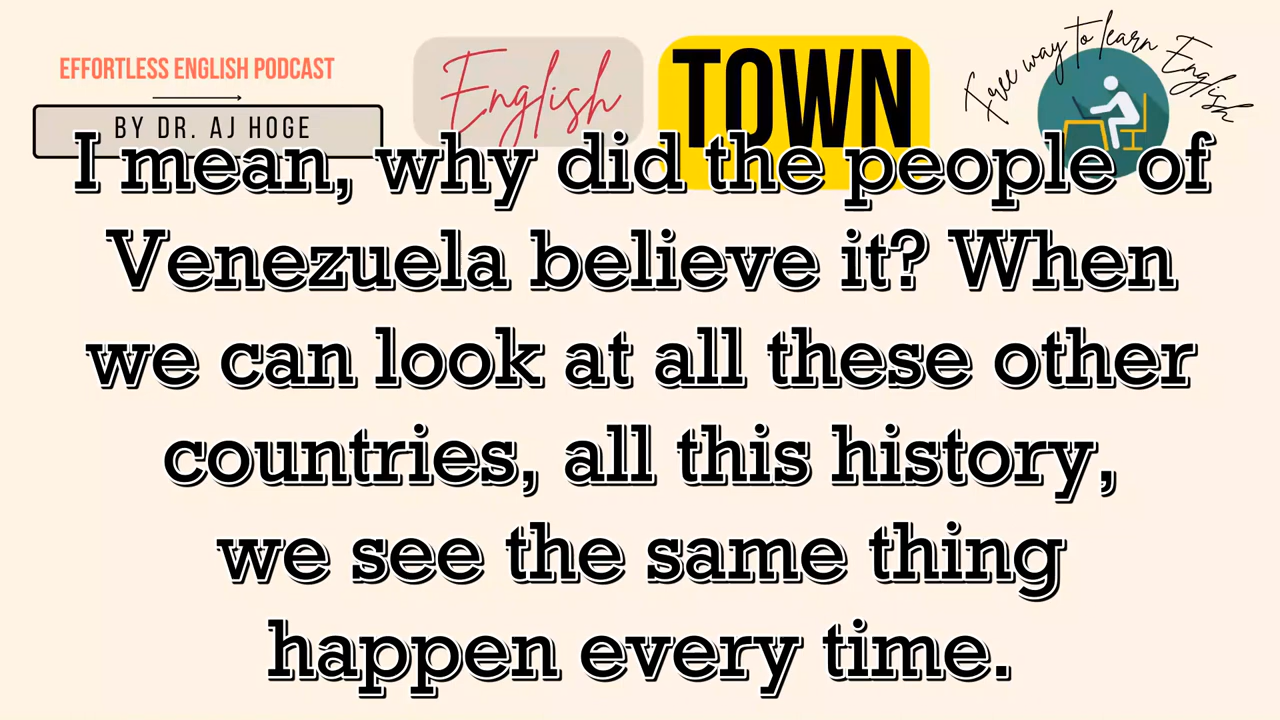 EFFORTLESS ENGLISH PODCAST
BY DR. AJ HOGE
English
TOWN
Free way to learn English
I mean, why did the people of
Venezuela believe it? When
we can look at all these other
countries, all this history,
we see the same thing
happen every time.